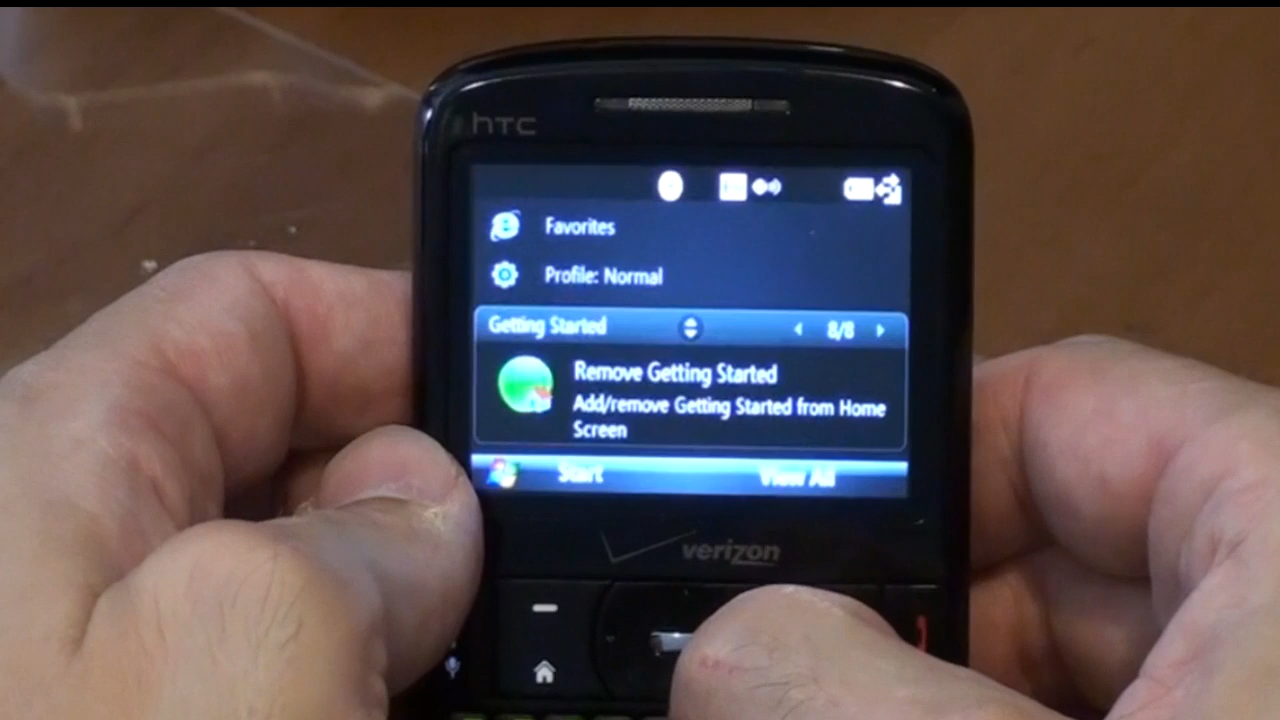 hTC
Favorites
Profile: Normal
Getting Started 8/8
Remove Getting Started
Add/remove Getting Started from Home
Screen
Start View All
verizon